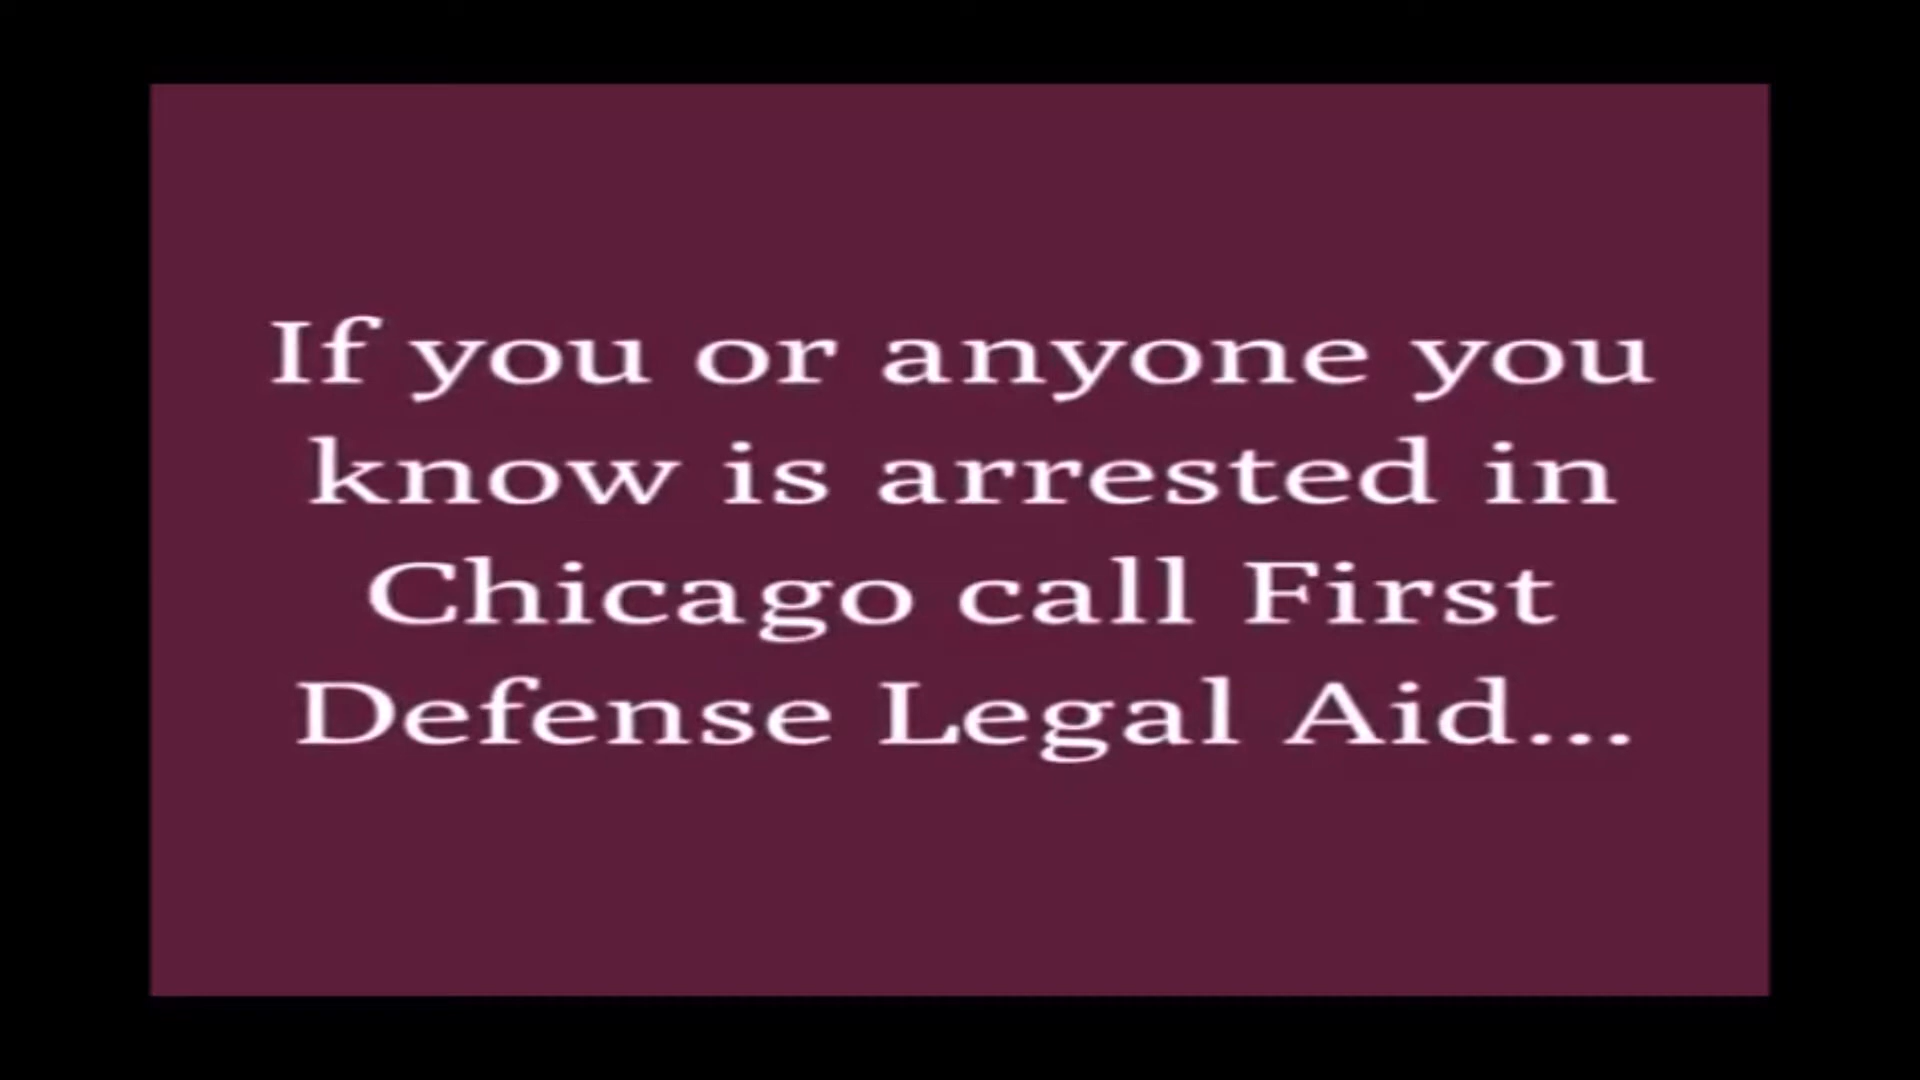 If you or anyone you
know is arrested in
Chicago call First
Defense Legal Aid...